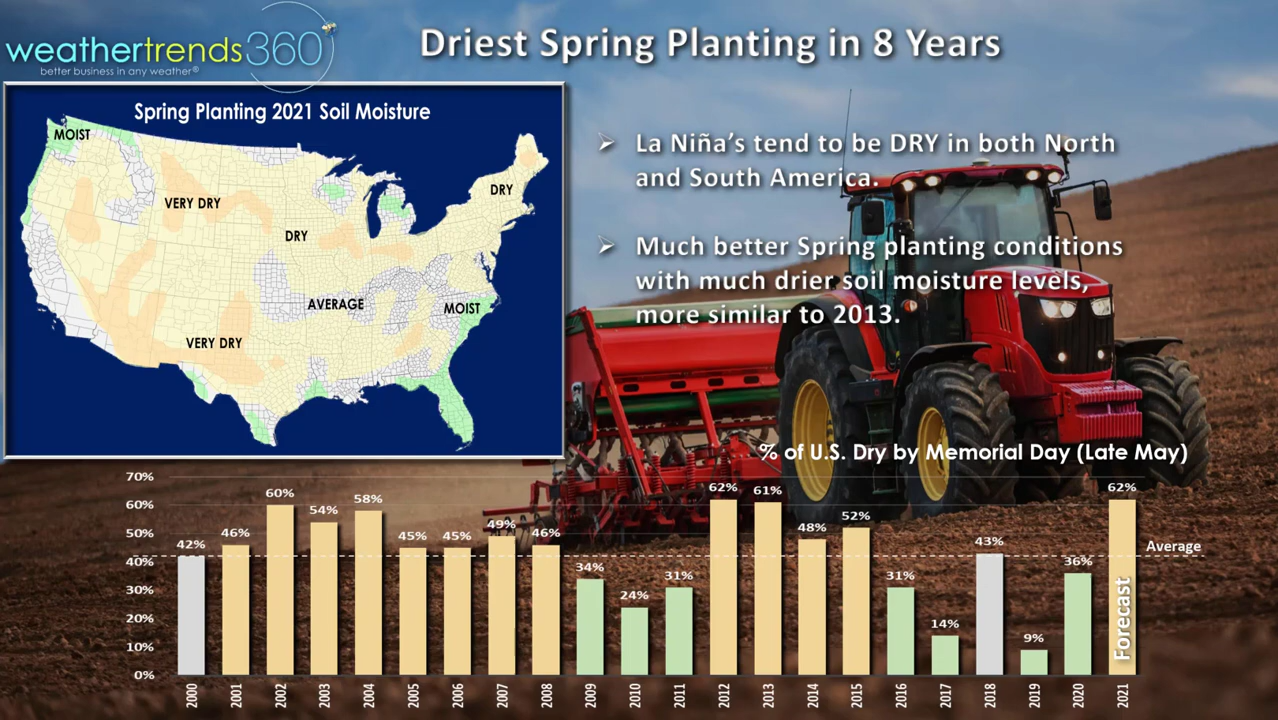 weathertrends360°
better business in any weather®
Driest Spring Planting in 8 Years
Spring Planting 2021 Soil Moisture
MOIST
VERY DRY
DRY
DRY
AVERAGE
MOIST
VERY DRY
La Niña’s tend to be DRY in both North
and South America.
Much better Spring planting conditions
with much drier soil moisture levels,
more similar to 2013.
% of U.S. Dry by Memorial Day (Late May)
70%
60%
50%
40%
30%
20%
10%
0%
42%
46%
60%
54%
58%
45%
45%
49%
46%
34%
24%
31%
62%
61%
48%
52%
31%
14%
43%
9%
36%
62%
Average
Forecast
2000
2001
2002
2003
2004
2005
2006
2007
2008
2009
2010
2011
2012
2013
2014
2015
2016
2017
2018
2019
2020
2021